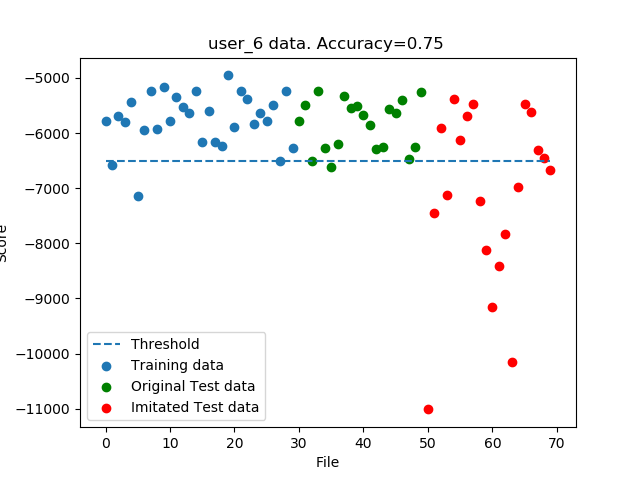 user_6 data. Accuracy=0.75
−5000
−6000
−7000
−8000
−9000
−10000
−11000
Score
Threshold
Training data
Original Test data
Imitated Test data
0 10 20 30 40 50 60 70
File